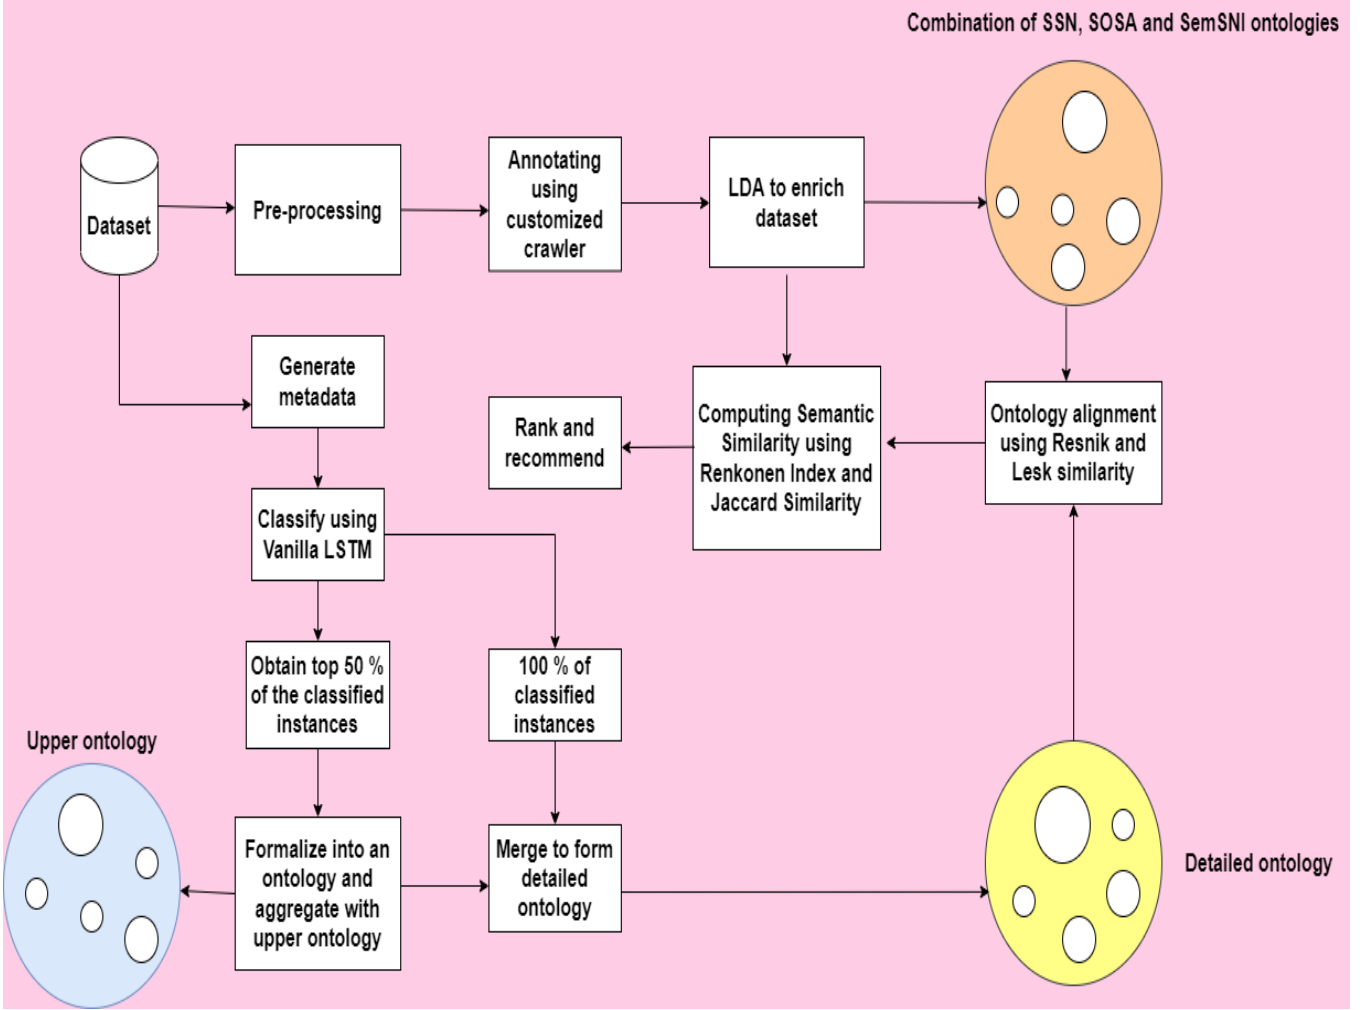 Combination of SSN, SOSA and SemSNI ontologies
Dataset
Pre-processing
Annotating
using
customized
crawler
LDA to enrich
dataset
Generate
metadata
Rank and
recommend
Computing Semantic
Similarity using
Renkonen Index and
Jaccard Similarity
Ontology alignment
using Resnik and
Lesk similarity
Classify using
Vanilla LSTM
Obtain top 50 %
of the classified
instances
100 % of
classified
instances
Upper ontology
Formalize into an
ontology and
aggregate with
upper ontology
Merge to form
detailed
ontology
Detailed ontology